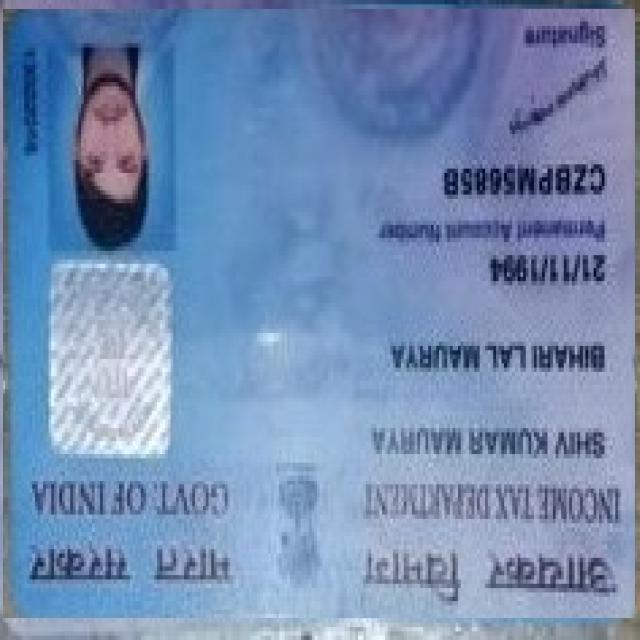 आयकर विभाग भारत सरकार
INCOME TAX DEPARTMENT GOVT. OF INDIA
SHIV KUMAR MAURYA
BIHARI LAL MAURYA
21/11/1994
Permanent Account Number
CZBPM5685B
Signature